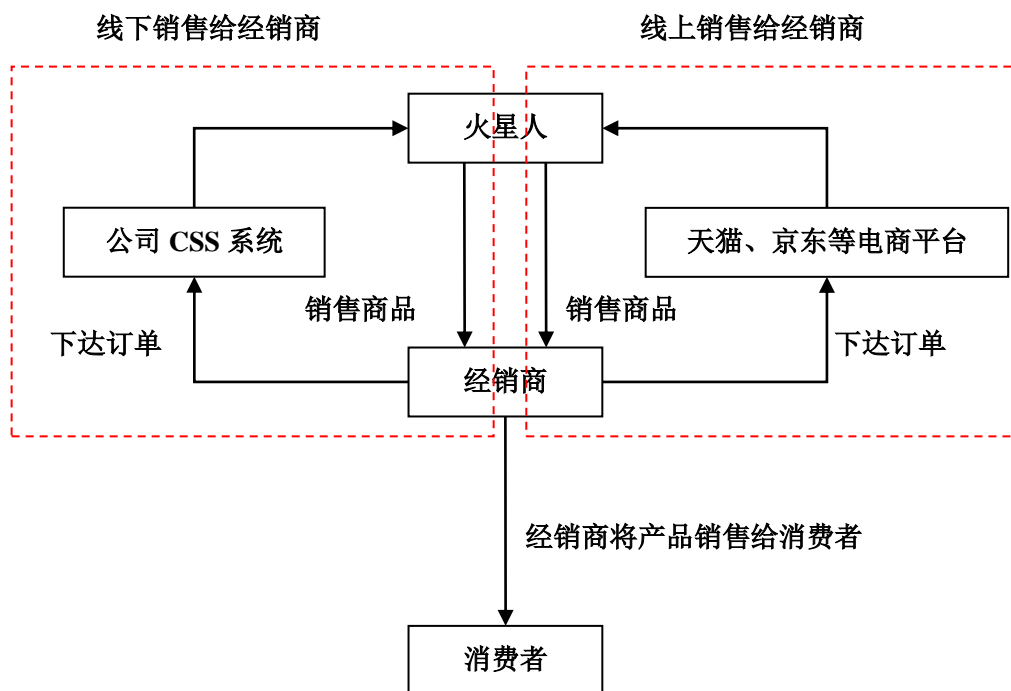 线下销售给经销商
线上销售给经销商
火星人
公司 CSS 系统
天猫、京东等电商平台
销售商品
销售商品
下达订单
下达订单
经销商
经销商将产品销售给消费者
消费者